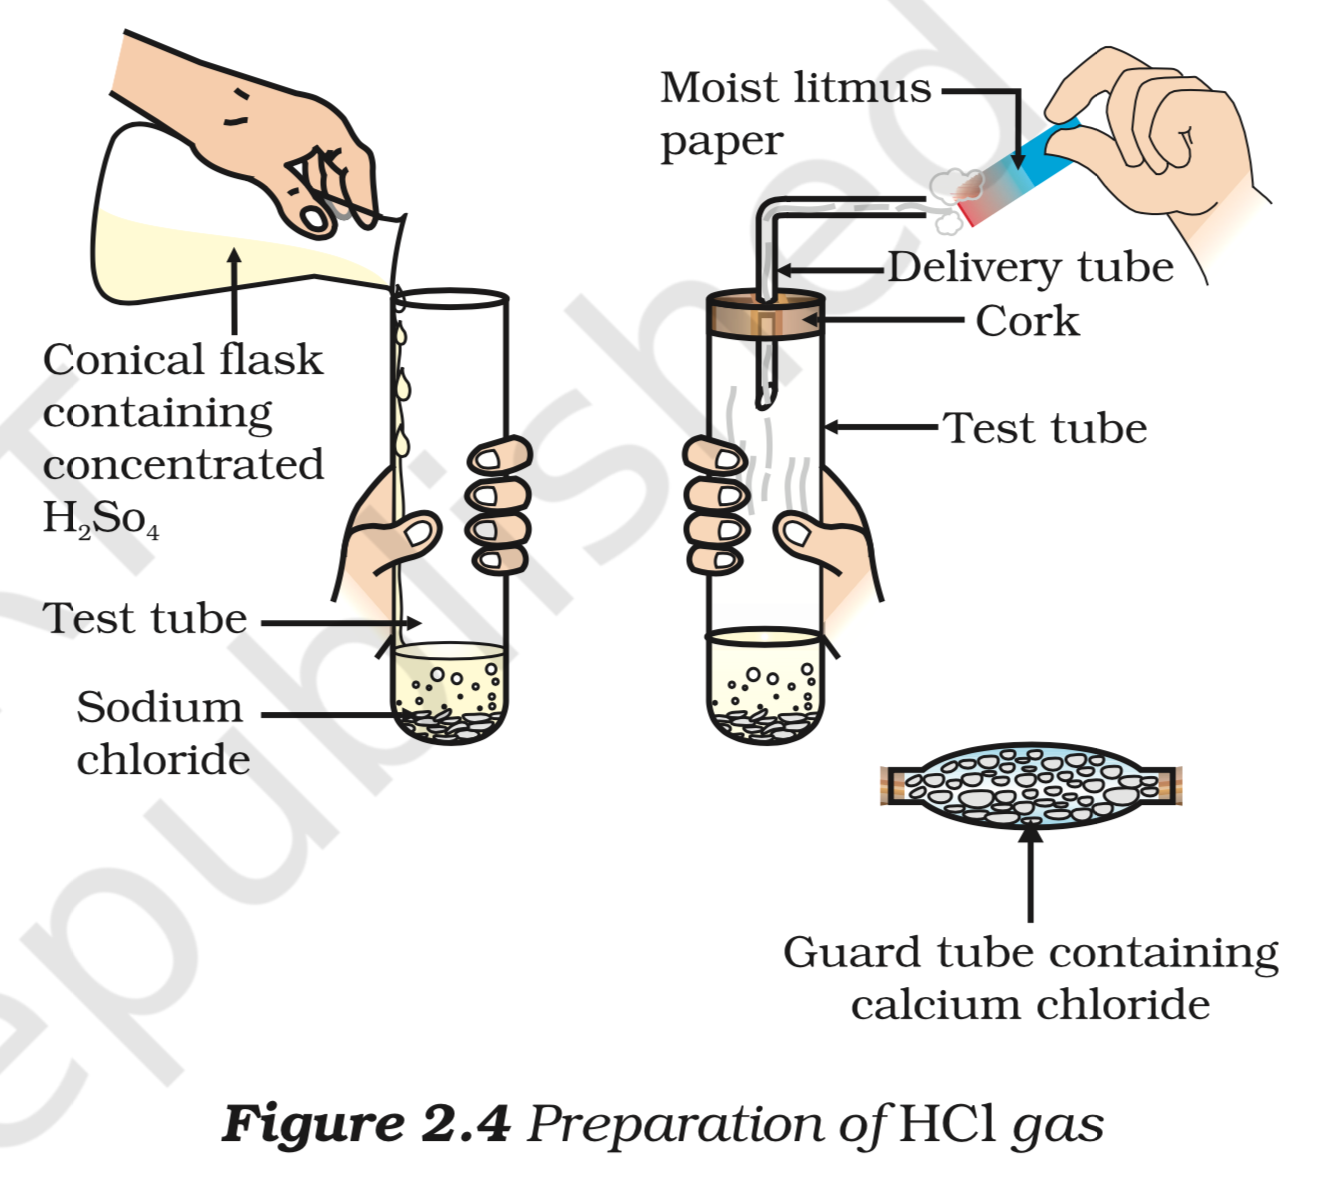 Moist litmus
paper
Delivery tube
Cork
Conical flask
containing
concentrated
H₂So₄
Test tube
Test tube
Sodium
chloride
Guard tube containing
calcium chloride
Figure 2.4 Preparation of HCl gas
republished